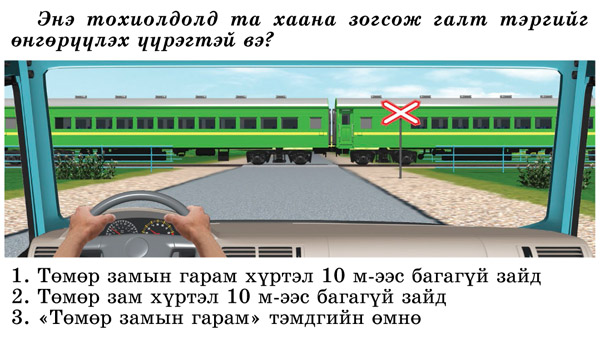 Энэ тохиолдолд та хаана зогсож галт тэргийг
өнгөрүүлэх үүрэгтэй вэ?
1. Төмөр замын гарам хүртэл 10 м-ээс багагүй зайд
2. Төмөр зам хүртэл 10 м-ээс багагүй зайд
3. «Төмөр замын гарам» тэмдгийн өмнө